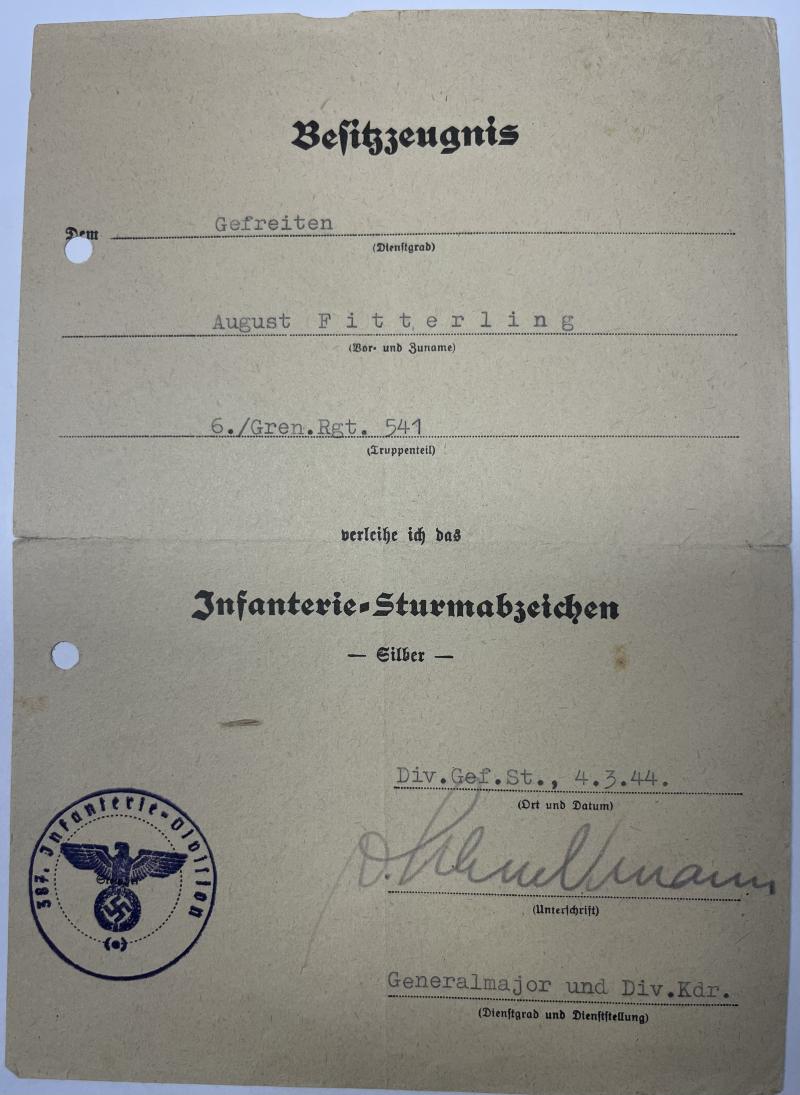 Besitzzeugnis
Dem Gefreiten
(Dienstgrad)
August F i t t e r l i n g
(Vor- und Zuname)
6./Gren.Rgt. 541
(Truppenteil)
verleihe ich das
Infanterie-Sturmabzeichen
— Silber —
Div.Gef.St., 4.3.44.
(Ort und Datum)
(Unterschrift)
Generalmajor und Div.Kdr.
(Dienstgrad und Dienststellung)
387. Infanterie-Division